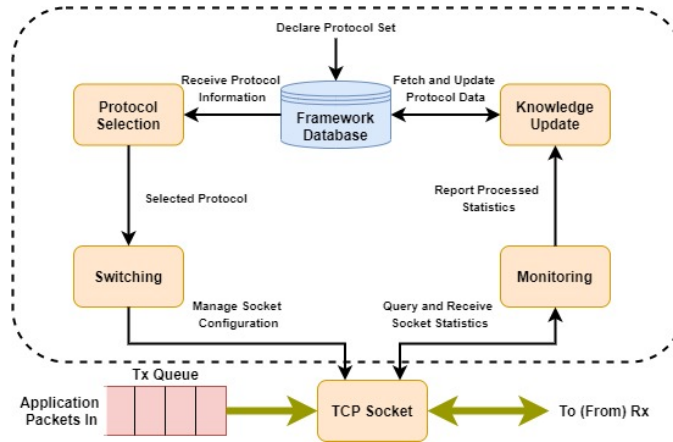 Declare Protocol Set
Receive Protocol
Information
Fetch and Update
Protocol Data
Protocol
Selection
Framework
Database
Knowledge
Update
Selected Protocol
Report Processed
Statistics
Switching
Monitoring
Manage Socket
Configuration
Query and Receive
Socket Statistics
Tx Queue
Application
Packets In
TCP Socket
To (From) Rx